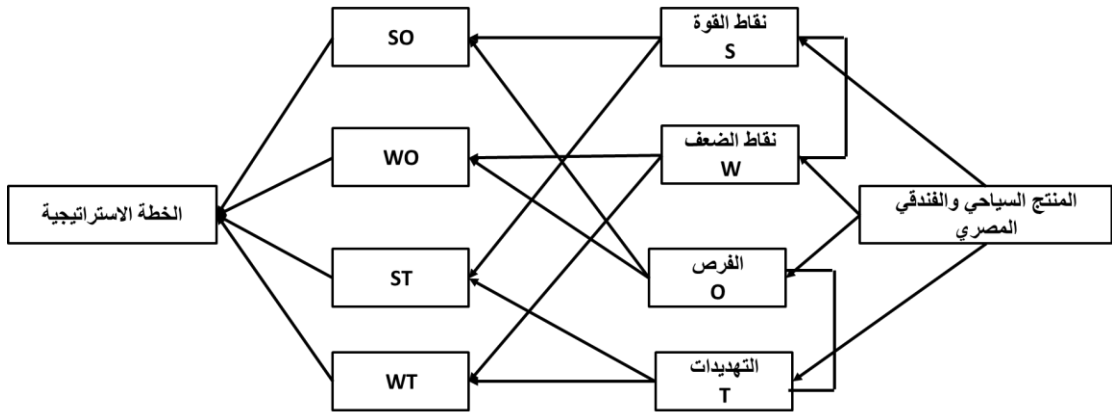 المنتج السياحي والفندقي
المصري
نقاط القوة
S
نقاط الضعف
W
الفرص
O
التهديدات
T
SO
WO
ST
WT
الخطة الاستراتيجية